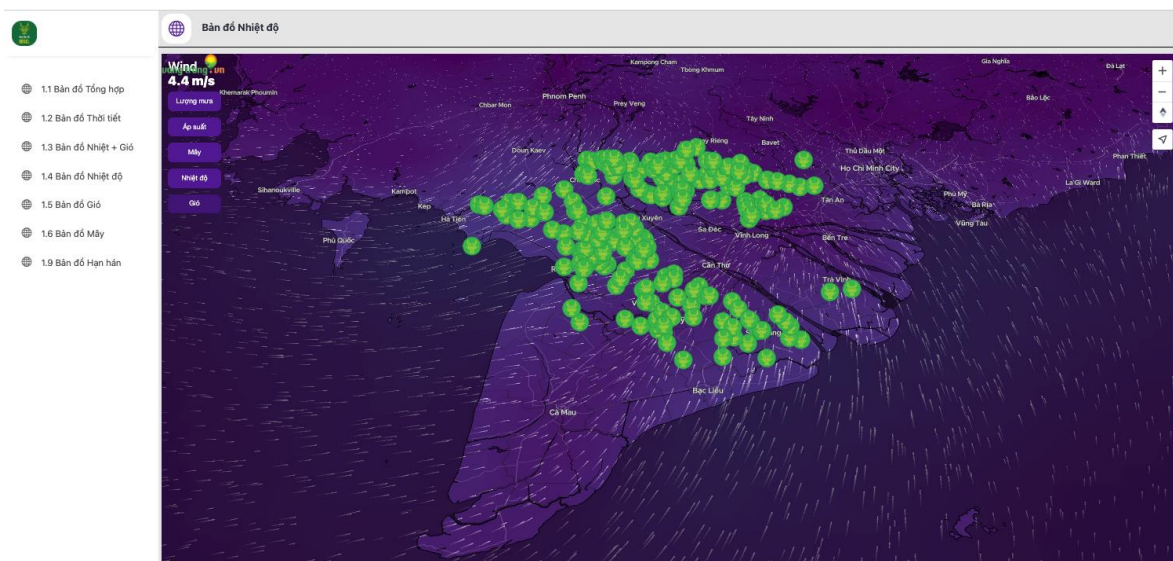 Bản đồ Nhiệt độ
1.1 Bản đồ Tổng hợp
1.2 Bản đồ Thời tiết
1.3 Bản đồ Nhiệt + Gió
1.4 Bản đồ Nhiệt độ
1.5 Bản đồ Gió
1.6 Bản đồ Mây
1.9 Bản đồ Hạn hán
Wind
4.4 m/s
Lượng mưa
Áp suất
Mây
Nhiệt độ
Gió
+
−
Kampong Cham
Tbong Khmum
Gia Nghĩa
Đà Lạt
Khemarak Phoumin
Chbar Mon
Phnom Penh
Prey Veng
Bảo Lộc
Tây Ninh
Doun Kaev
Bavet
Thủ Dầu Một
Phan Thiết
Ho Chi Minh City
Sihanoukville
Kampot
La Gi Ward
Kep
Tân An
Phú Mỹ
Bà Rịa
Hà Tiên
Xuyên
Vũng Tàu
Sa Đéc
Vĩnh Long
Bến Tre
Phú Quốc
Cần Thơ
Trà Vinh
Bạc Liêu
Cà Mau